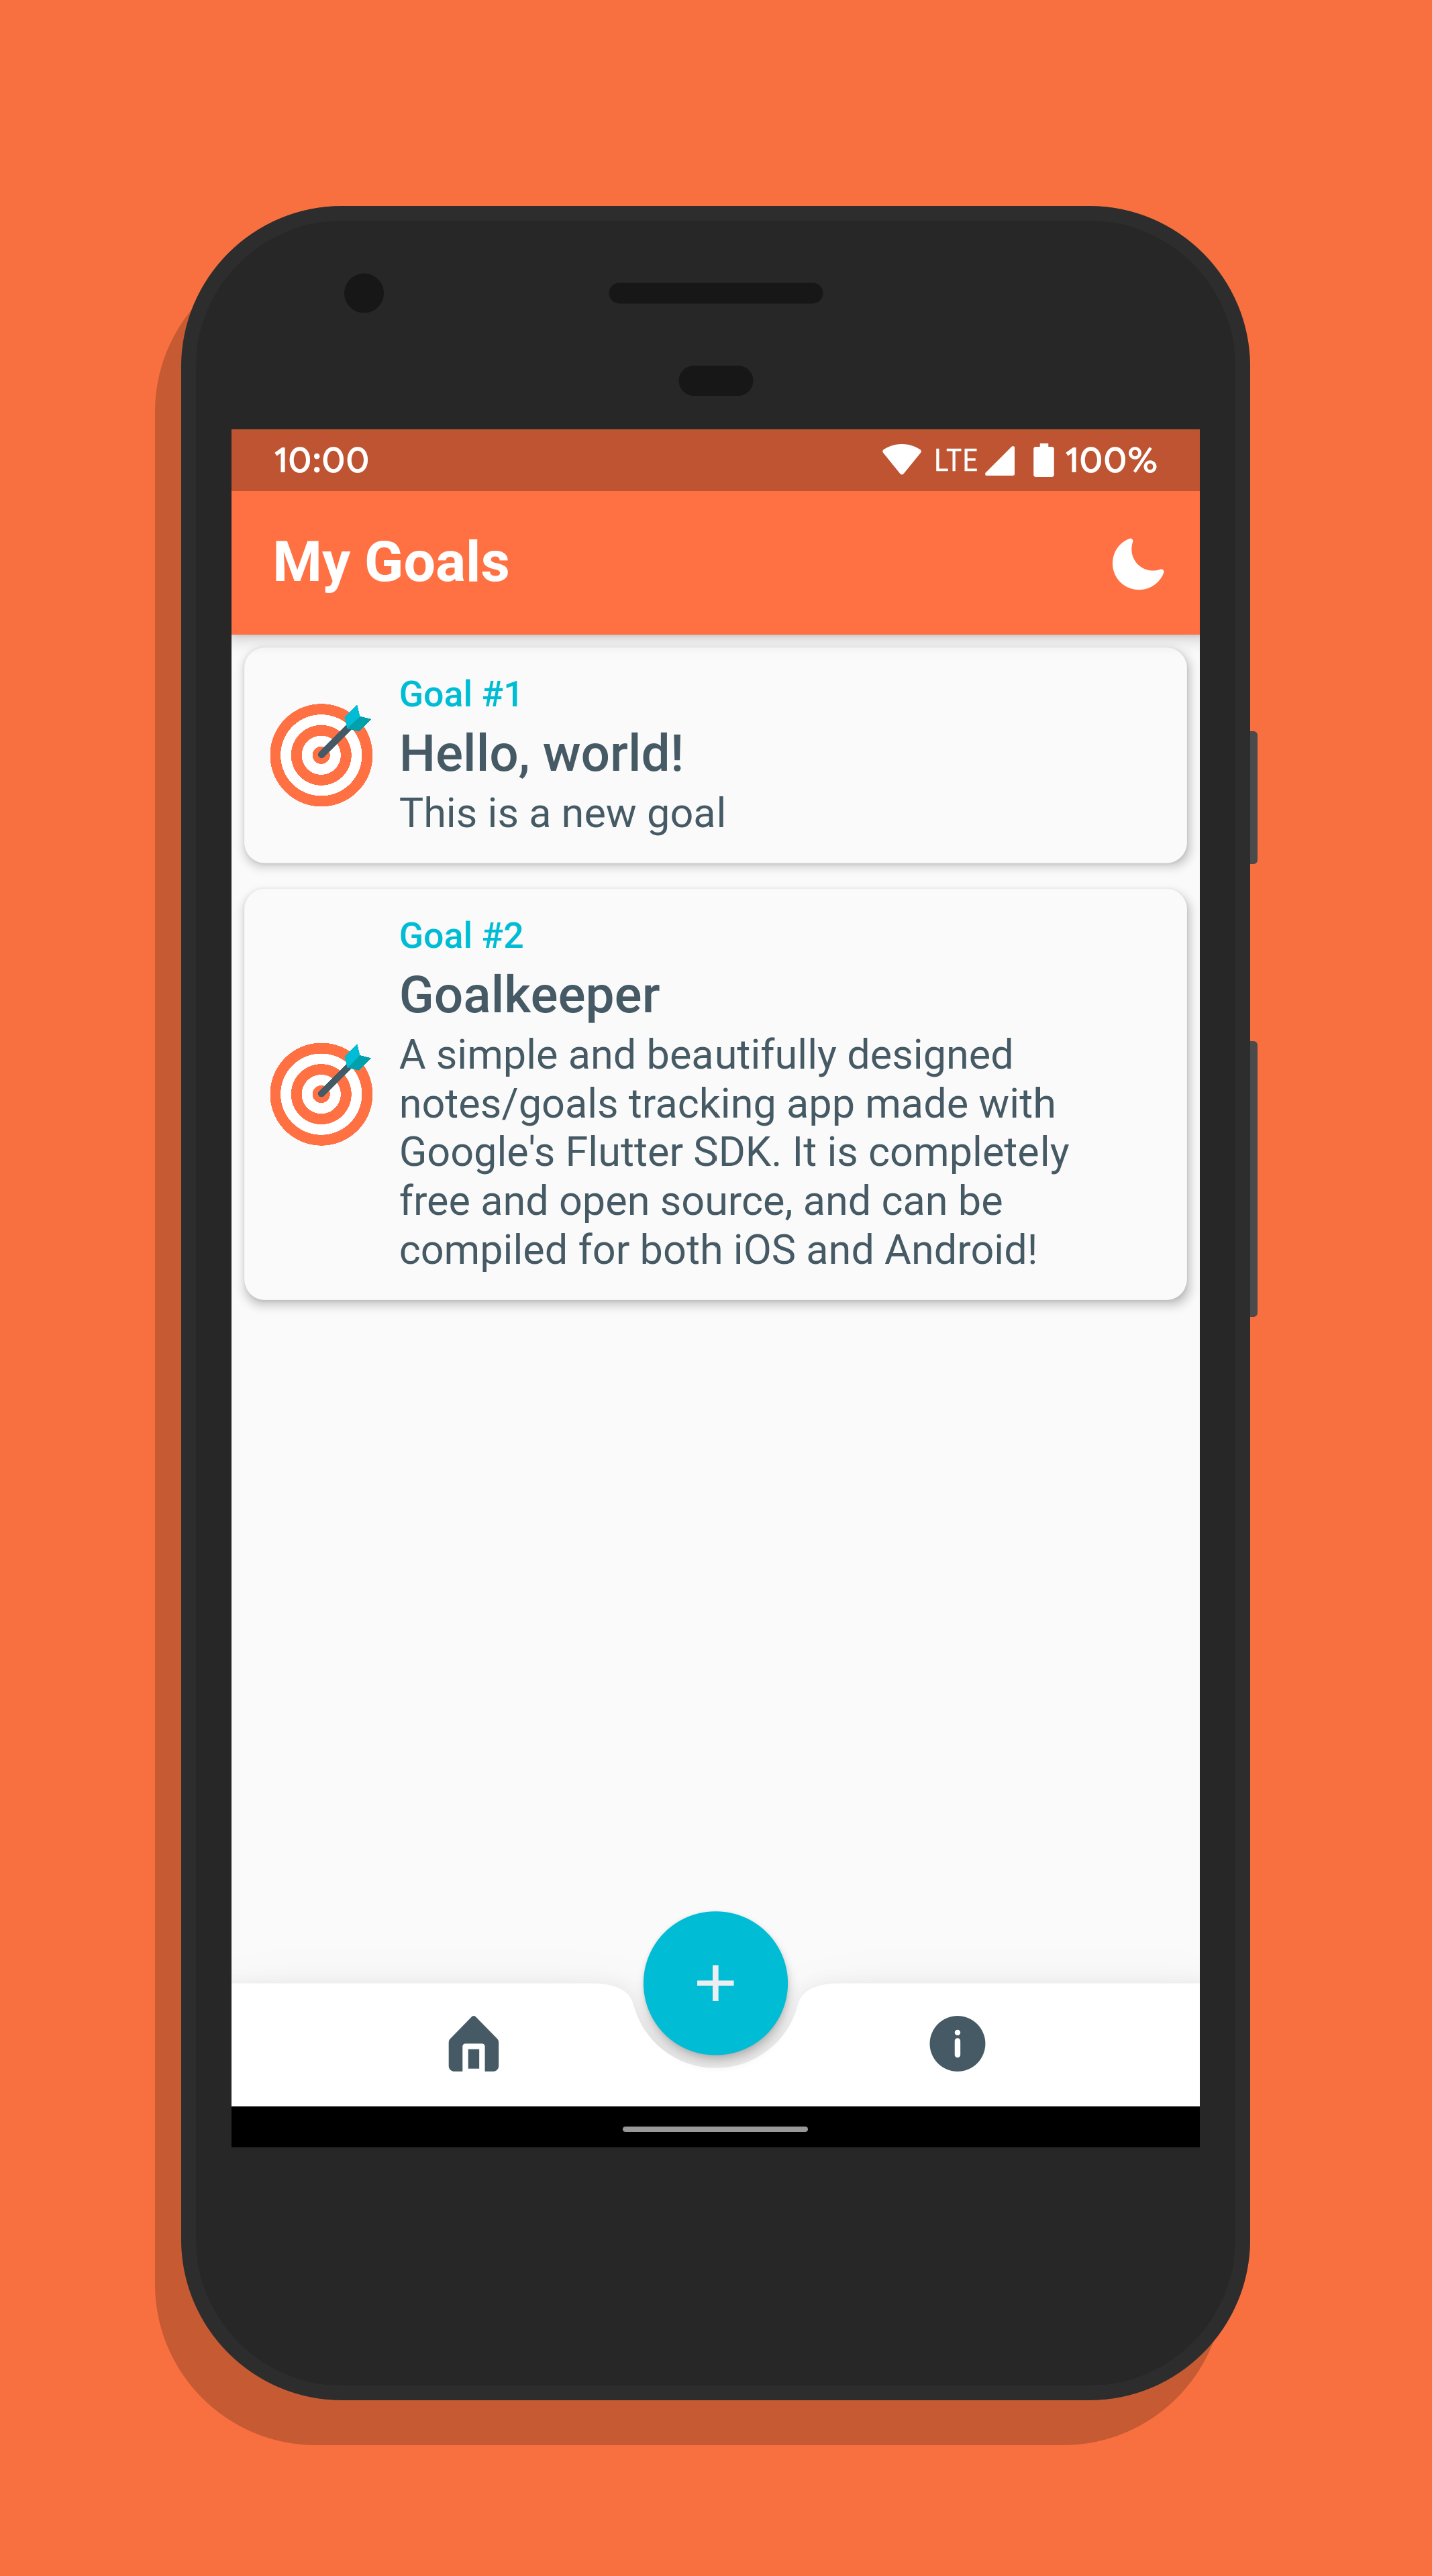 10:00 LTE 100%
My Goals
Goal #1
Hello, world!
This is a new goal
Goal #2
Goalkeeper
A simple and beautifully designed
notes/goals tracking app made with
Google's Flutter SDK. It is completely
free and open source, and can be
compiled for both iOS and Android!